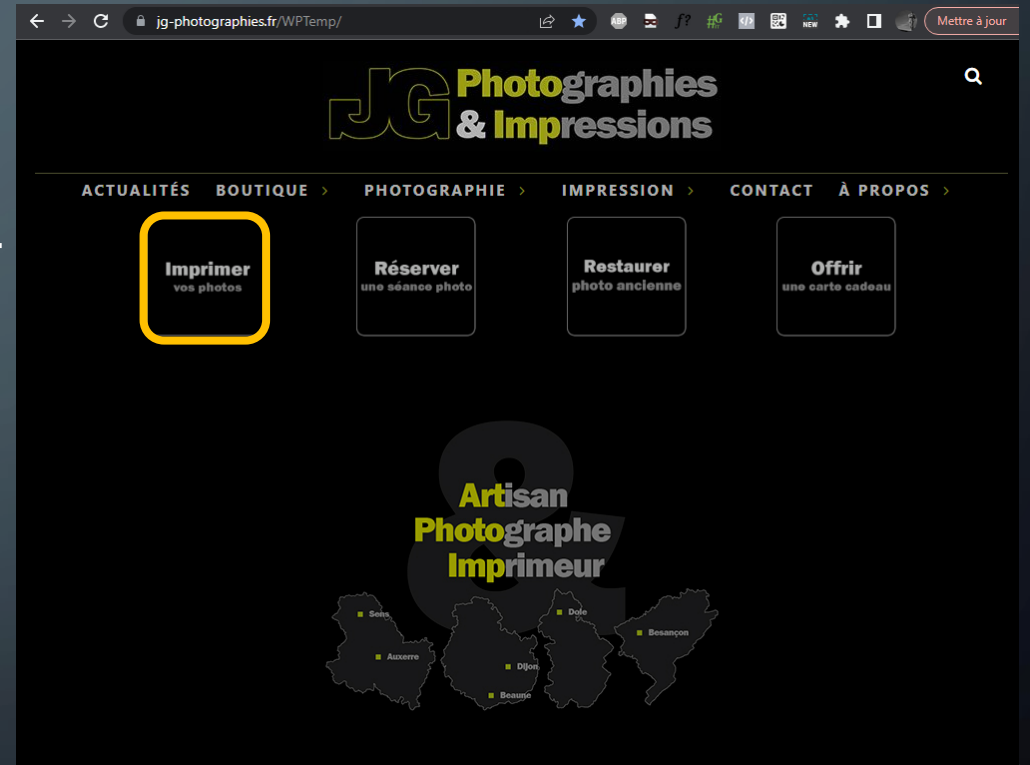 jg-photographies.fr/WPTemp/
ABP
f?
#G
</>
NEW
Mettre à jour
JG Photographies
& Impressions
ACTUALITÉS BOUTIQUE > PHOTOGRAPHIE > IMPRESSION > CONTACT À PROPOS >
Imprimer
vos photos
Réserver
une séance photo
Restaurer
photo ancienne
Offrir
une carte cadeau
&
Artisan
Photographe
Imprimeur
Sens
Auxerre
Dijon
Beaune
Dole
Besançon